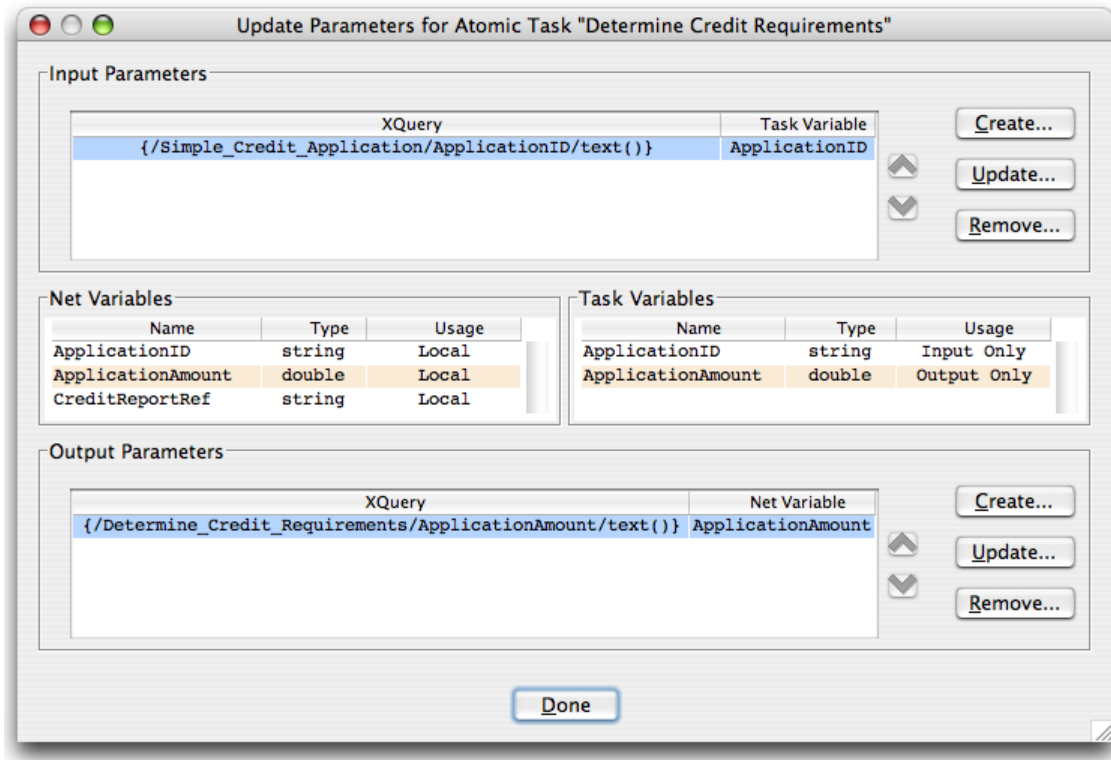 Update Parameters for Atomic Task "Determine Credit Requirements"
Input Parameters
XQuery Task Variable
{/Simple_Credit_Application/ApplicationID/text()} ApplicationID
Create...
Update...
Remove...
Net Variables
Name Type Usage
ApplicationID string Local
ApplicationAmount double Local
CreditReportRef string Local
Task Variables
Name Type Usage
ApplicationID string Input Only
ApplicationAmount double Output Only
Output Parameters
XQuery Net Variable
{/Determine_Credit_Requirements/ApplicationAmount/text()} ApplicationAmount
Create...
Update...
Remove...
Done